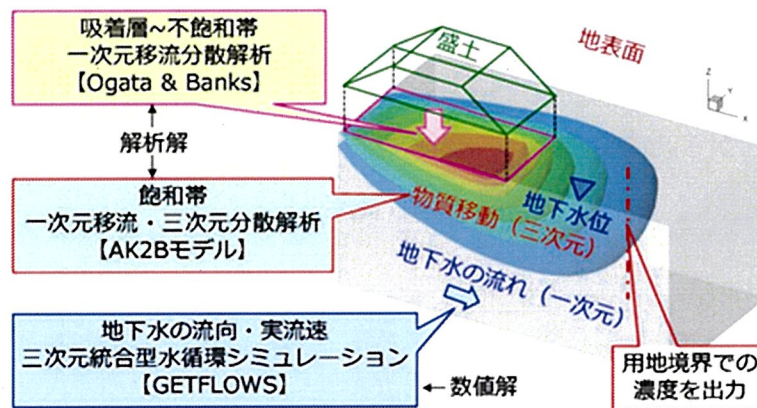 吸着層~不飽和帯
一次元移流分散解析
【Ogata & Banks】
解析解
飽和帯
一次元移流・三次元分散解析
【AK2Bモデル】
地下水の流向・実流速
三次元統合型水循環シミュレーション
【GETFLOWS】
数値解
盛土
地表面
Z
Y
X
地下水位
物質移動（三次元）
地下水の流れ（一次元）
用地境界での
濃度を出力